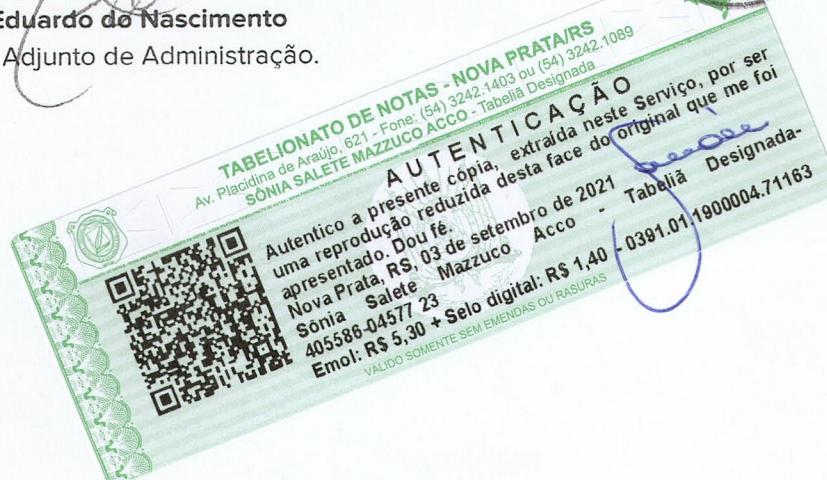 Eduardo do Nascimento
Adjunto de Administração.
TABELIONATO DE NOTAS - NOVA PRATA/RS
Av. Placidina de Araújo, 621 - Fone: (54) 3242.1403 ou (54) 3242.1089
SÔNIA SALETE MAZZUCO ACCO - Tabeliã Designada
AUTENTICAÇÃO
Autentico a presente cópia, extraída neste Serviço, por ser
uma reprodução reduzida desta face do original que me foi
apresentado. Dou fé.
Nova Prata, RS, 03 de setembro de 2021
Sônia Salete Mazzuco Acco - Tabeliã Designada-
405586-04577 23
Emol: R$ 5,30 + Selo digital: R$ 1,40 - 0391.01.1900004.71163
VÁLIDO SOMENTE SEM EMENDAS OU RASURAS